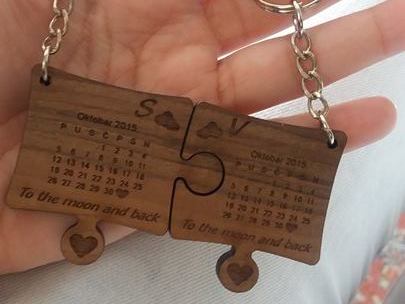 S
Oktobar 2015
P U S Č P S N
1 2 3 4
5 6 7 8 9 10 11
12 13 14 15 16 17 18
19 20 21 22 23 24 25
26 27 28 29 30
To the moon and back
V
Oktobar 2015
P U S Č P S N
1 2 3 4
5 6 7 8 9 10 11
12 13 14 15 16 17 18
19 20 21 22 23 24 25
26 27 28 29 30
To the moon and back